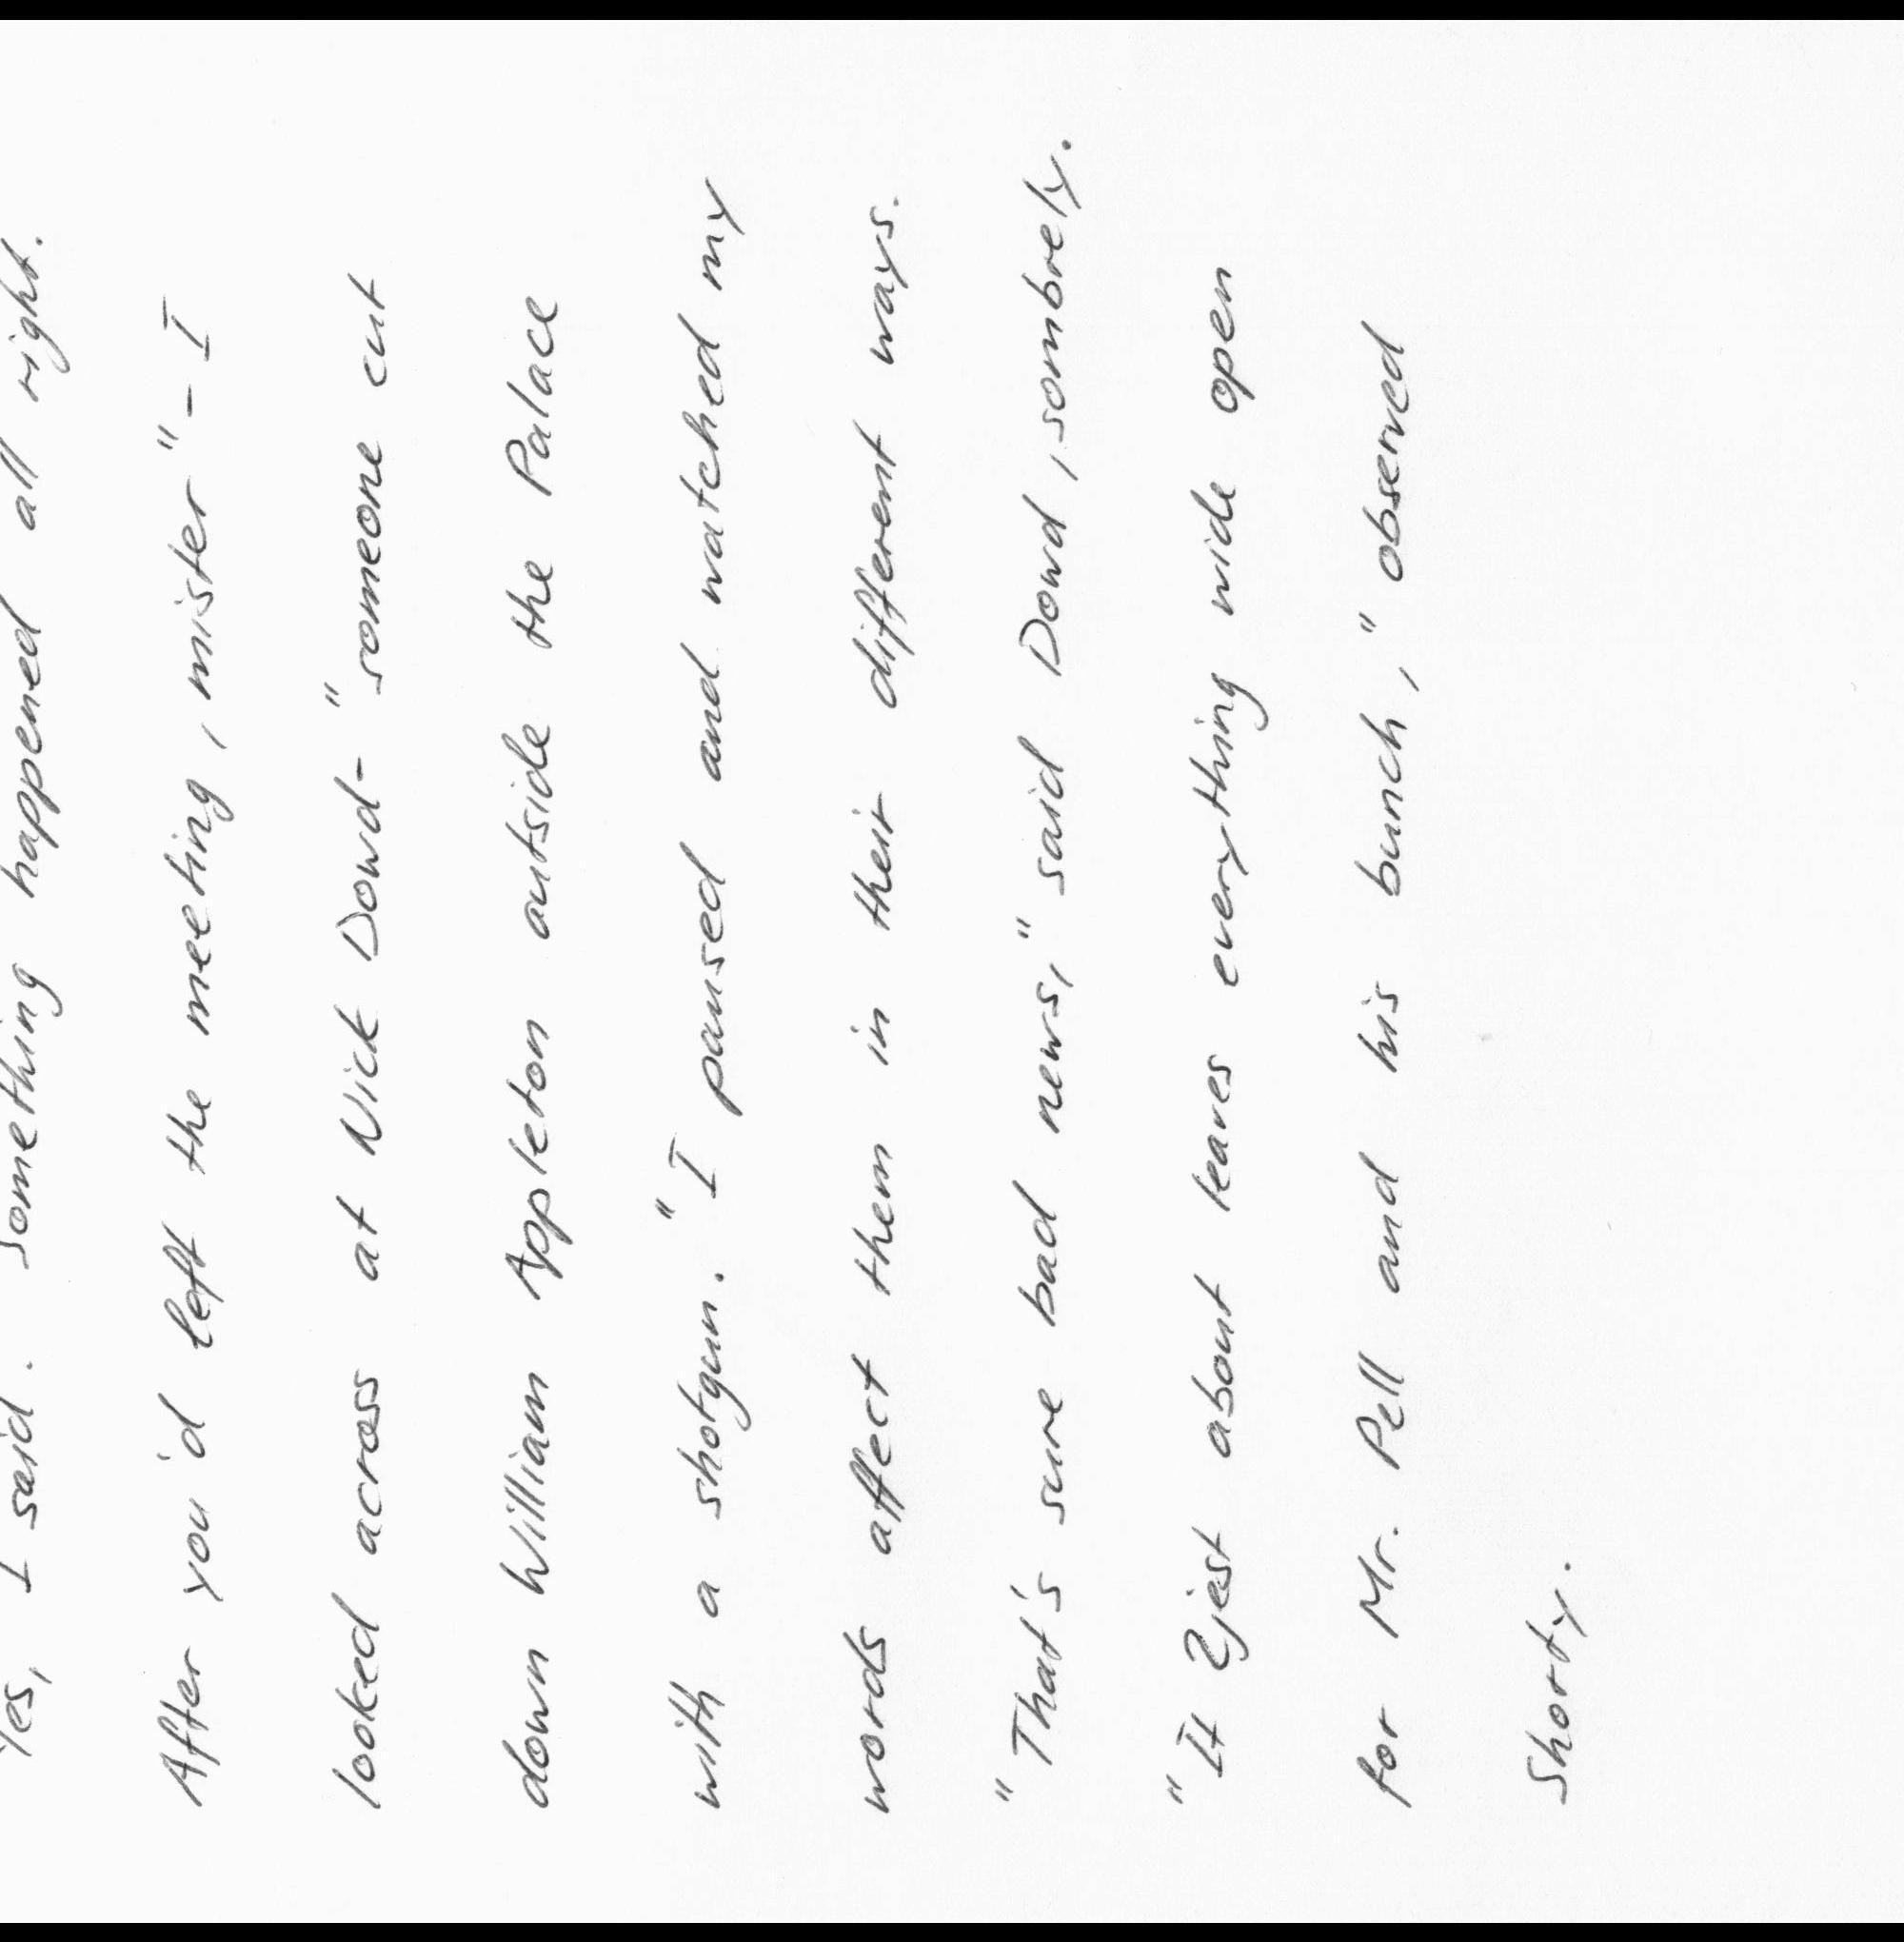 Yes, I said. Something happened all right.
After you'd left the meeting, mister"- I
looked across at Nick Dowd- "someone cut
down William Appleton outside the Palace
with a shotgun." I paused and watched my
words affect them in their different ways.
"That's sure bad news," said Dowd, sombrely.
"It jest about leaves everything wide open
for Mr. Pell and his bunch," observed
Shorty.